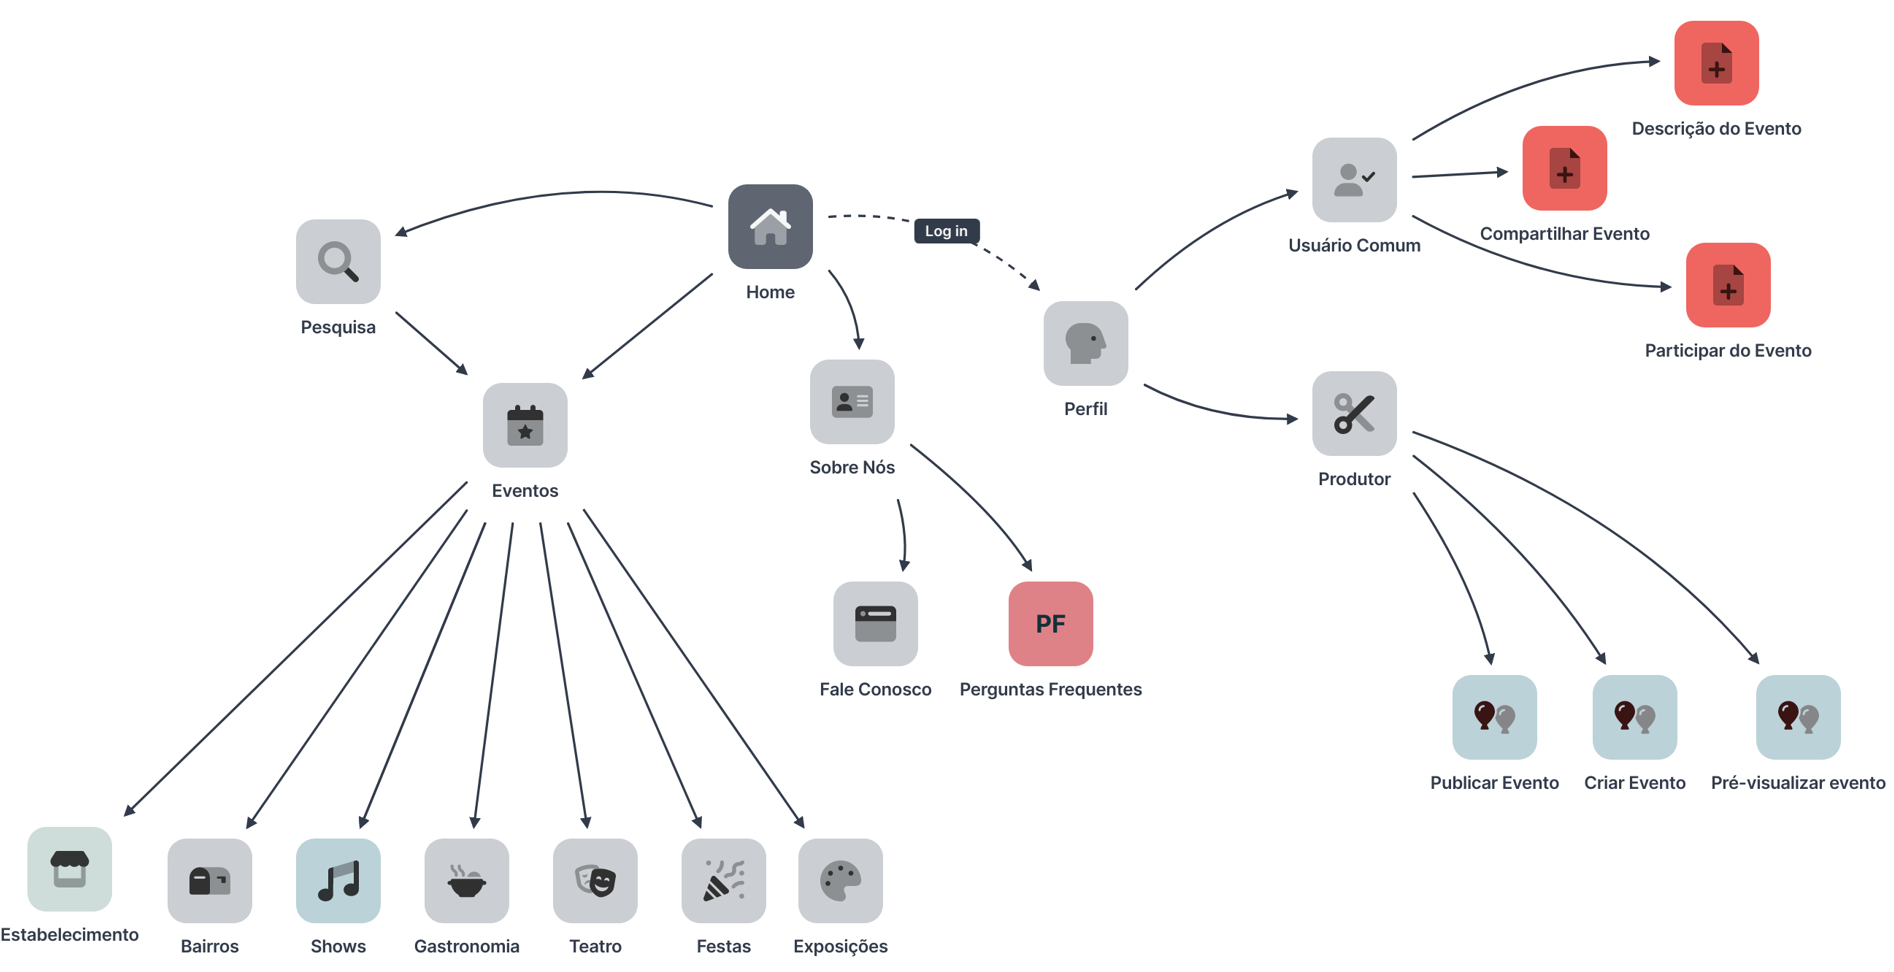 Descrição do Evento
Compartilhar Evento
Usuário Comum
Log in
Home
Pesquisa
Participar do Evento
Perfil
Sobre Nós
Produtor
Eventos
PF
Fale Conosco
Perguntas Frequentes
Publicar Evento
Criar Evento
Pré-visualizar evento
Estabelecimento
Bairros
Shows
Gastronomia
Teatro
Festas
Exposições